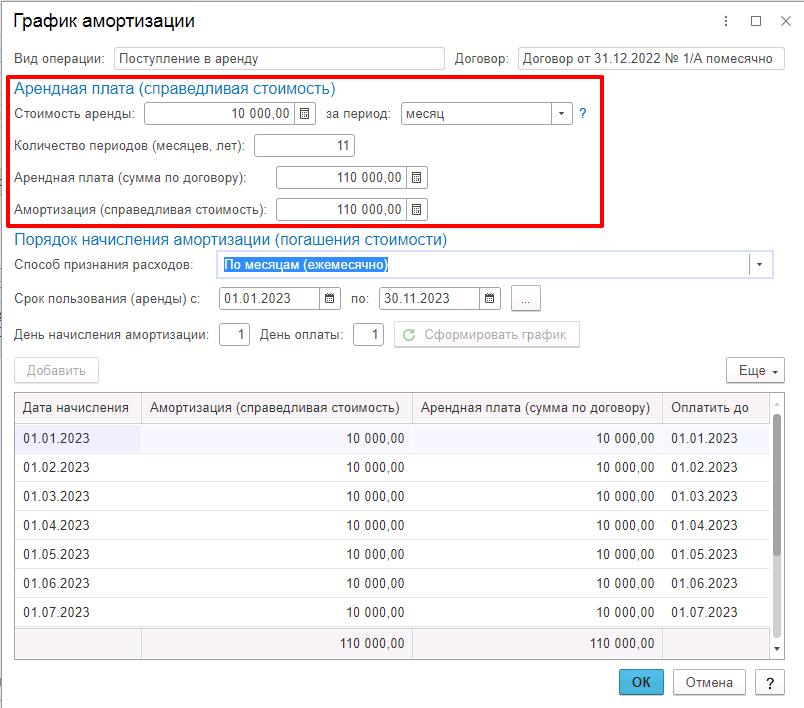 График амортизации
Вид операции: Поступление в аренду Договор: Договор от 31.12.2022 № 1/А помесячно
Арендная плата (справедливая стоимость)
Стоимость аренды: 10 000,00 за период: месяц ?
Количество периодов (месяцев, лет): 11
Арендная плата (сумма по договору): 110 000,00
Амортизация (справедливая стоимость): 110 000,00
Порядок начисления амортизации (погашения стоимости)
Способ признания расходов: По месяцам (ежемесячно)
Срок пользования (аренды) с: 01.01.2023 по: 30.11.2023 ...
День начисления амортизации: 1 День оплаты: 1 Сформировать график
Добавить Еще
Дата начисления Амортизация (справедливая стоимость) Арендная плата (сумма по договору) Оплатить до
01.01.2023 10 000,00 10 000,00 01.01.2023
01.02.2023 10 000,00 10 000,00 01.02.2023
01.03.2023 10 000,00 10 000,00 01.03.2023
01.04.2023 10 000,00 10 000,00 01.04.2023
01.05.2023 10 000,00 10 000,00 01.05.2023
01.06.2023 10 000,00 10 000,00 01.06.2023
01.07.2023 10 000,00 10 000,00 01.07.2023
110 000,00 110 000,00
ОК Отмена ?